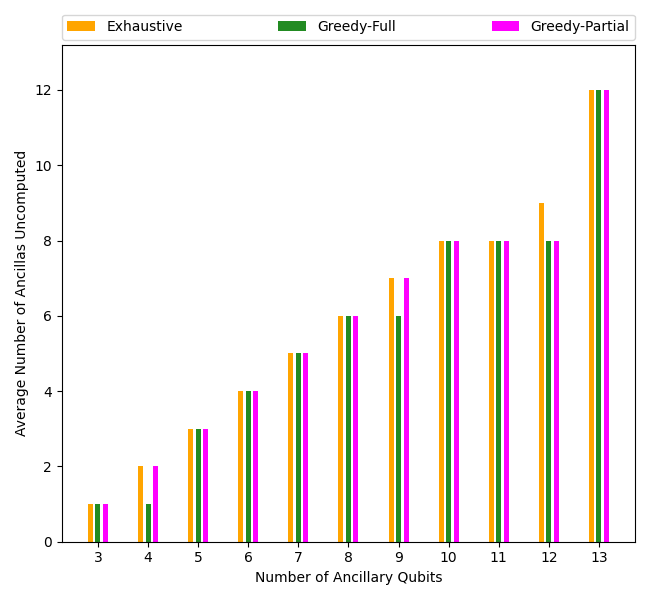 Exhaustive Greedy-Full Greedy-Partial
Average Number of Ancillas Uncomputed
12
10
8
6
4
2
0
3 4 5 6 7 8 9 10 11 12 13
Number of Ancillary Qubits